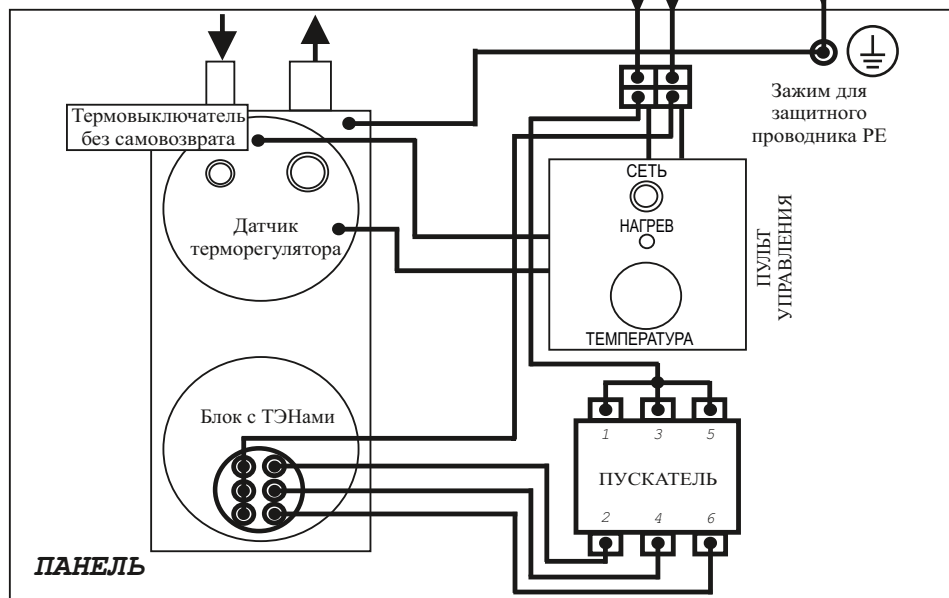 Термовыключатель
без самовозврата
Зажим для
защитного
проводника PE
СЕТЬ
НАГРЕВ
ТЕМПЕРАТУРА
ПУЛЬТ
УПРАВЛЕНИЯ
Датчик
терморегулятора
Блок с ТЭНами
1 3 5
ПУСКАТЕЛЬ
2 4 6
ПАНЕЛЬ